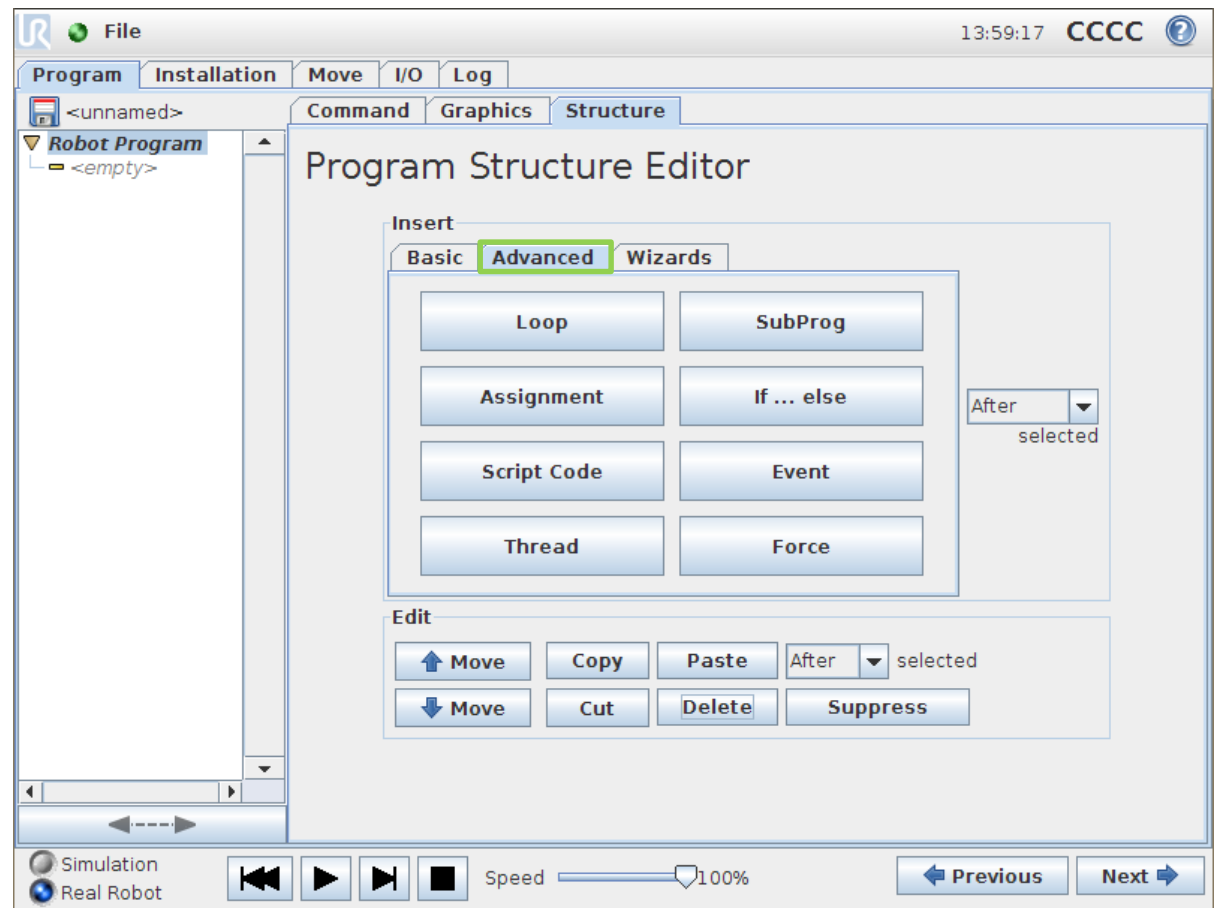 UR File 13:59:17 CCCC ?
Program Installation Move I/O Log
<unnamed> Command Graphics Structure
Robot Program
<empty>
Program Structure Editor
Insert
Basic Advanced Wizards
Loop SubProg
Assignment If ... else
After
selected
Script Code Event
Thread Force
Edit
Move Copy Paste After selected
Move Cut Delete Suppress
Simulation
Real Robot
Speed 100%
Previous Next